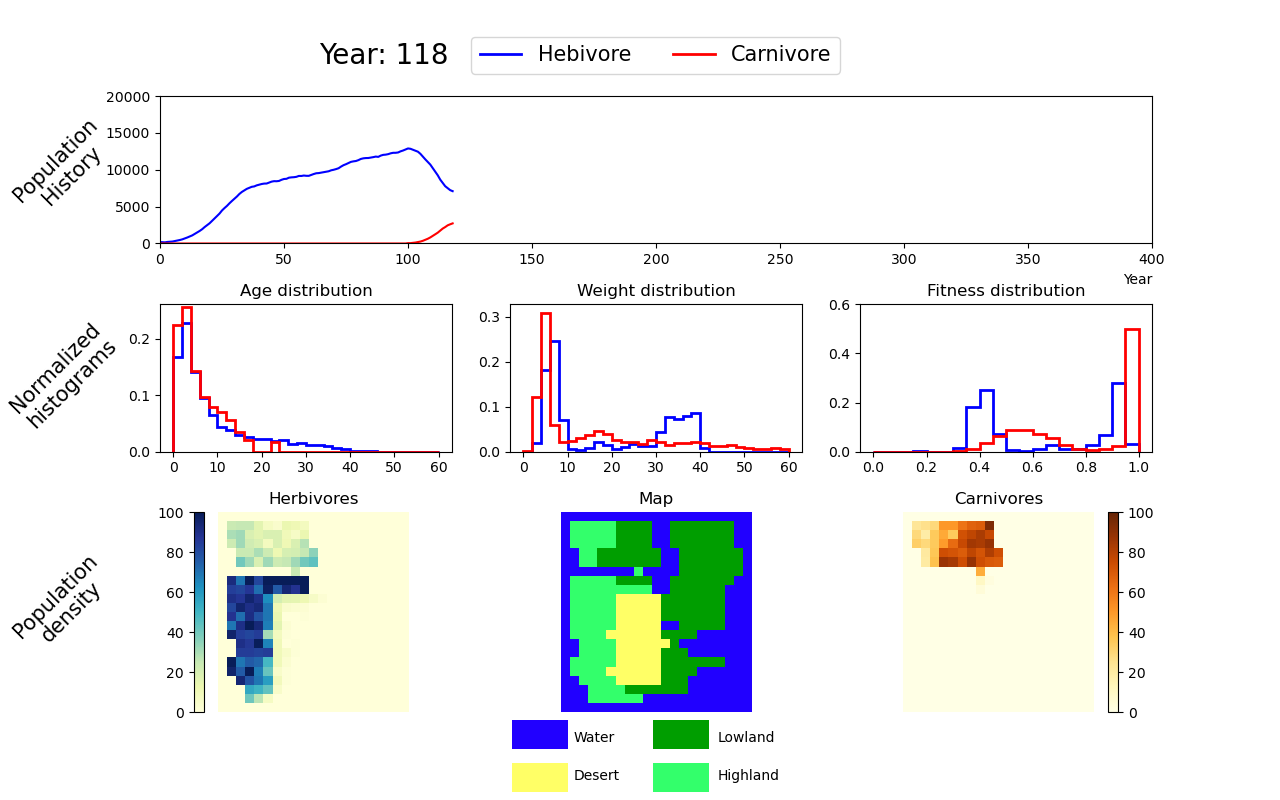 Year: 118
Hebivore
Carnivore
Population
History
20000
15000
10000
5000
0
0 50 100 150 200 250 300 350 400
Year
Normalized
histograms
Age distribution
0.2
0.1
0.0
0 10 20 30 40 50 60
Weight distribution
0.3
0.2
0.1
0.0
0 10 20 30 40 50 60
Fitness distribution
0.6
0.4
0.2
0.0
0.0 0.2 0.4 0.6 0.8 1.0
Population
density
Herbivores
100
80
60
40
20
0
Map
Carnivores
100
80
60
40
20
0
Water
Lowland
Desert
Highland